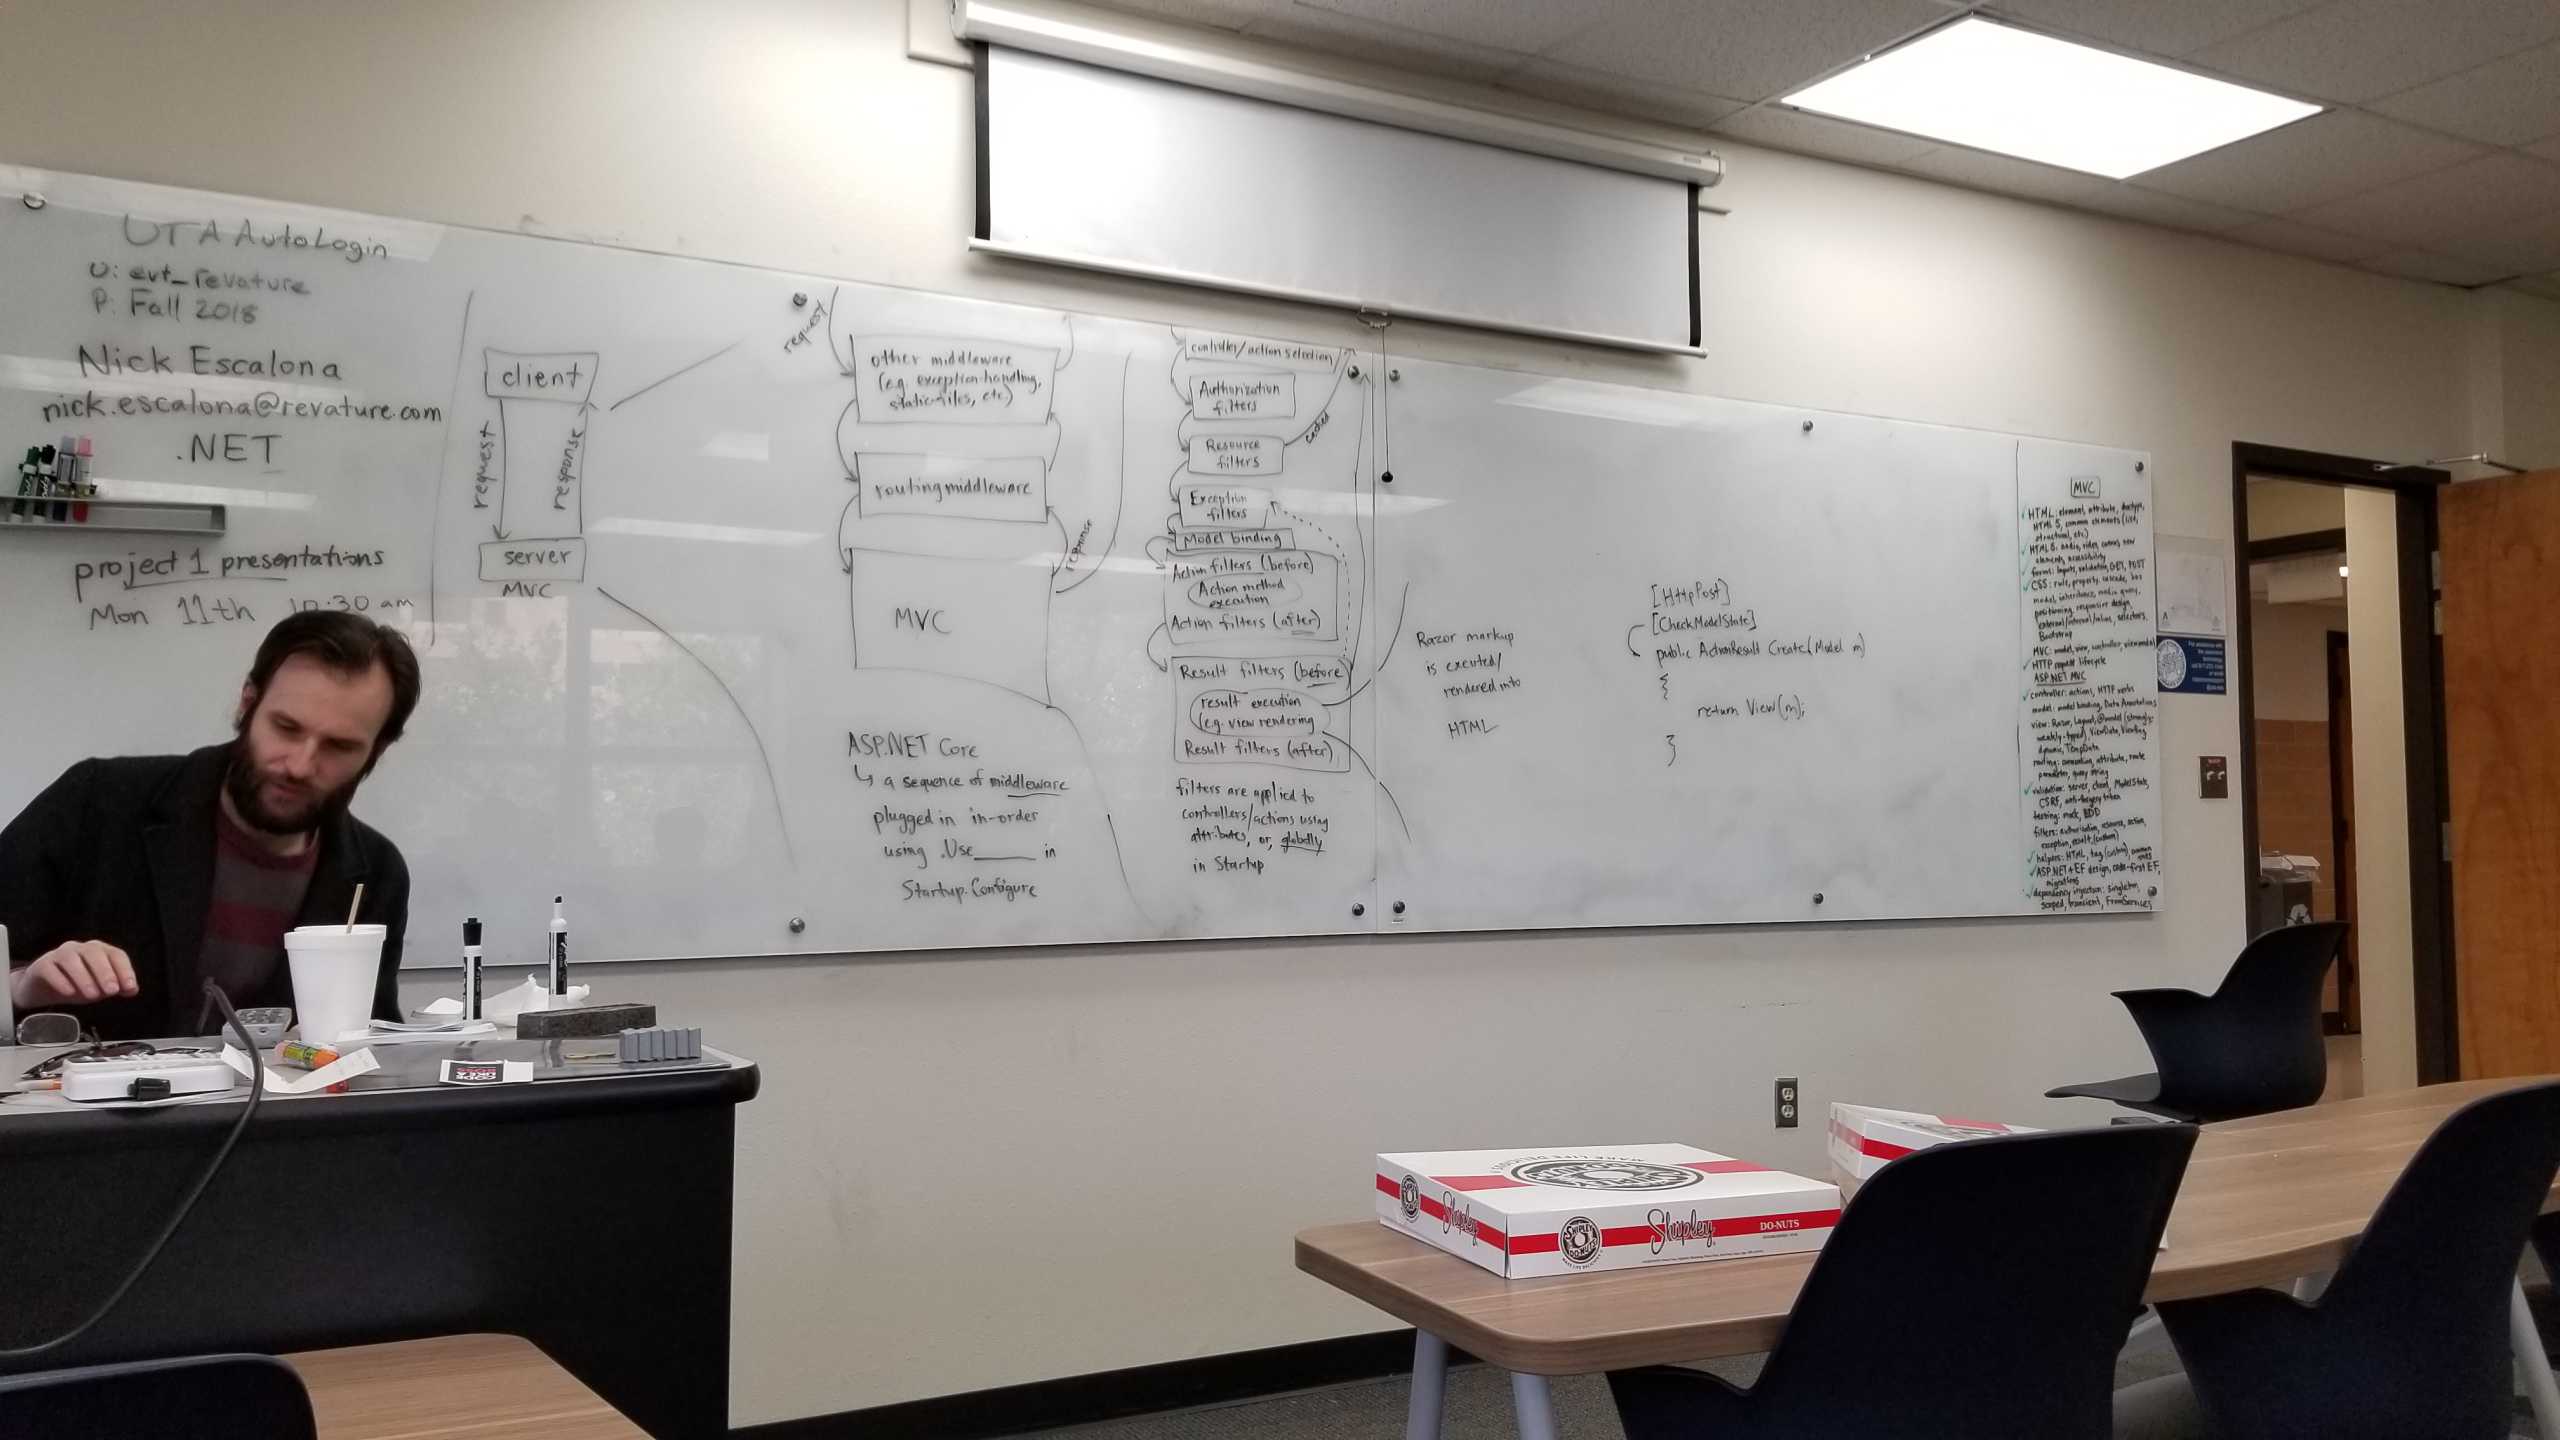 UTA AutoLogin
U: evt_revature
P: Fall 2018
Nick Escalona
nick.escalona@revature.com
.NET
project 1 presentations
Mon 11th 10:30 am
client
request
response
server
MVC
request
other middleware
(e.g. exception-handling,
static files, etc)
routing middleware
MVC
response
ASP.NET Core
↳ a sequence of middleware
plugged in in-order
using .Use_____ in
Startup.Configure
controller/action selection
Authorization
filters
Resource
filters
cached
Exception
filters
Model binding
Action filters (before)
Action method
execution
Action filters (after)
Result filters (before)
result execution
(e.g. view rendering
Result filters (after)
filters are applied to
controllers/actions using
attributes, or, globally
in Startup
Razor markup
is executed/
rendered into
HTML
[HttpPost]
[CheckModelState]
public ActionResult Create(Model m)
{
return View(m);
}
MVC
✓ HTML: element, attribute, doctype,
HTML 5, common elements (list,
structural, etc.)
✓ HTML 5: audio, video, canvas, new
elements, accessibility
✓ forms: inputs, validation, GET, POST
✓ CSS: rule, property, cascade, box
model, inheritance, media query,
positioning, responsive design,
external/internal/inline, selectors,
Bootstrap
MVC: model, view, controller, viewmodel
✓ HTTP request lifecycle
ASP.NET MVC
✓ controller: actions, HTTP verbs
model: model binding, Data Annotations
view: Razor, Layout, @model (strongly-
weakly-typed), ViewData, ViewBag
dynamic, TempData
routing: convention, attribute, route
parameter, query string
✓ validation: server, client, ModelState,
CSRF, anti-forgery token
testing: mock, BDD
filters: authorization, resource, action,
exception, result, (custom)
✓ helpers: HTML, tag (custom), common
ones
✓ ASP.NET + EF design, code-first EF,
migrations
✓ dependency injection: singleton,
scoped, transient, FromServices
CODE
LIKE A
BOSS
MAKE LIFE DELICIOUS
SHIPLEY
DO-NUTS
Shipley
SHIPLEY
DO-NUTS
Shipley
DO-NUTS